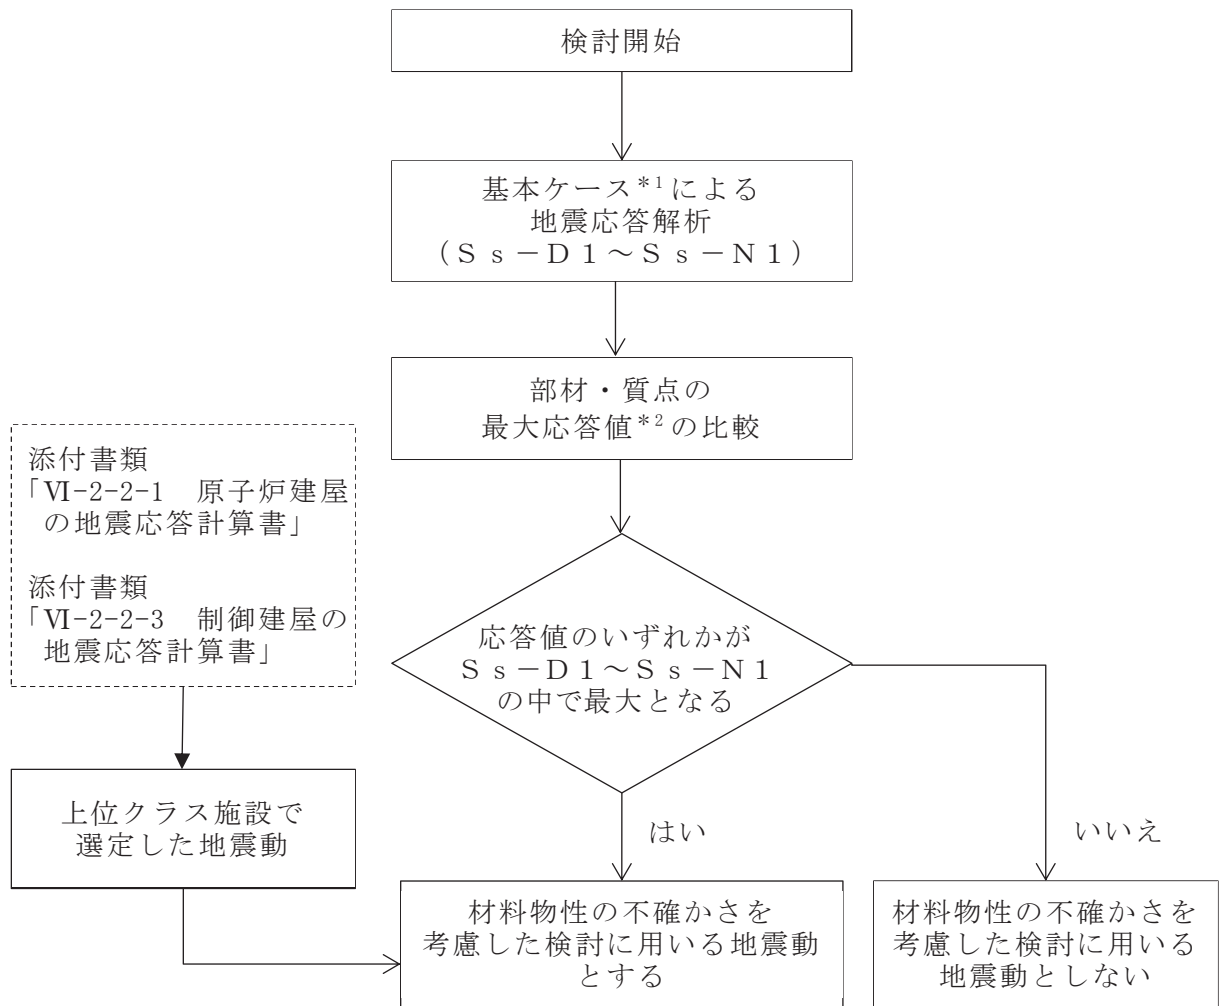 検討開始
基本ケース*1による
地震応答解析
(Ss-D1~Ss-N1)
部材・質点の
最大応答値*2の比較
添付書類
「Ⅵ-2-2-1 原子炉建屋
の地震応答計算書」
添付書類
「Ⅵ-2-2-3 制御建屋の
地震応答計算書」
応答値のいずれかが
Ss-D1~Ss-N1
の中で最大となる
上位クラス施設で
選定した地震動
はい
いいえ
材料物性の不確かさを
考慮した検討に用いる地震動
とする
材料物性の不確かさを
考慮した検討に用いる
地震動としない